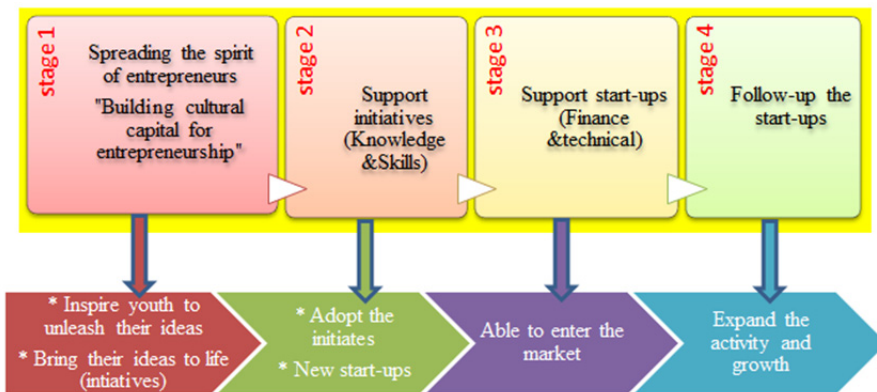 stage 1
Spreading the spirit
of entrepreneurs
"Building cultural
capital for
entrepreneurship"
stage 2
Support
initiatives
(Knowledge
&Skills)
stage 3
Support start-ups
(Finance
&technical)
stage 4
Follow-up the
start-ups
* Inspire youth to
unleash their ideas
* Bring their ideas to life
(intiatives)
* Adopt the
initiates
* New start-ups
Able to enter the
market
Expand the
activity and
growth